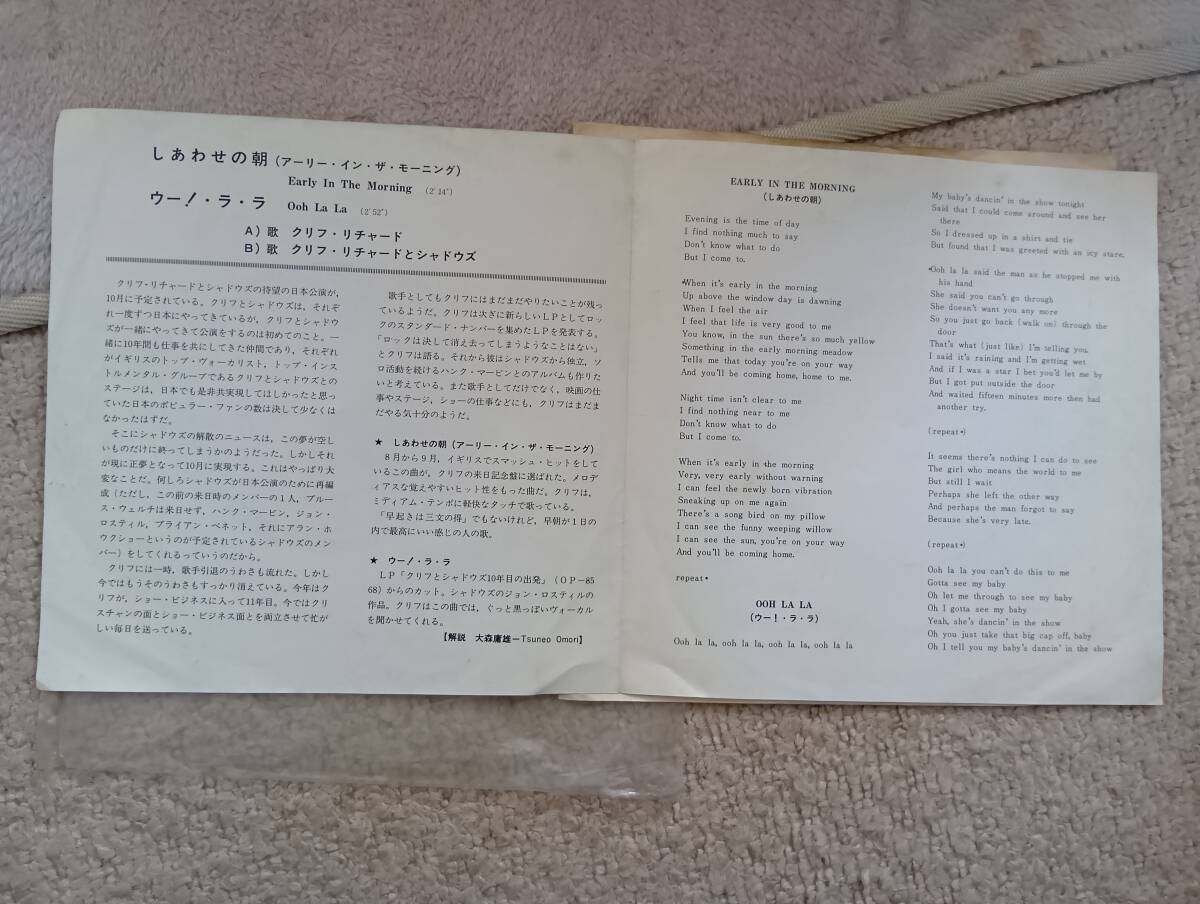 しあわせの朝(アーリー・イン・ザ・モーニング)
Early In The Morning (2'14")
ウー!・ラ・ラ Ooh La La (2'52")
A)歌 クリフ・リチャード
B)歌 クリフ・リチャードとシャドウズ
クリフ・リチャードとシャドウズの待望の日本公演が,
10月に予定されている。クリフとシャドウズは,それぞ
れ一度ずつ日本にやってきているが,クリフとシャドウ
ズが一緒にやってきて公演をするのは初めてのこと。一
緒に10年間も仕事を共にしてきた仲間であり,それぞれ
がイギリスのトップ・ヴォーカリスト,トップ・インス
トルメンタル・グループであるクリフとシャドウズとの
ステージは,日本でも是非共実現してほしかったと思っ
ていた日本のポピュラー・ファンの数は決して少なくは
なかったはずだ。
そこにシャドウズの解散のニュースは,この夢が空し
いものだけに終ってしまうかのようだった。しかしそれ
が現に正夢となって10月に実現する。これはやっぱり大
変なことだ。何しろシャドウズが日本公演のために再編
成(ただし,この前の来日時のメンバーの1人,ブルー
ス・ウェルチは来日せず,ハンク・マービン,ジョン・
ロスティル,ブライアン・ベネット,それにアラン・ホ
ウクショーというのが予定されているシャドウズのメン
バー)をしてくれるっていうのだから。
クリフには一時,歌手引退のうわさも流れた。しかし
今ではもうそのうわさもすっかり消えている。今年はク
リフが,ショー・ビジネスに入って11年目。今ではクリ
スチャンの面とショー・ビジネス面とを両立させて忙が
しい毎日を送っている。
歌手としてもクリフにはまだまだやりたいことが残っ
ているようだ。クリフは次ぎに新らしいLPとしてロッ
クのスタンダード・ナンバーを集めたLPを発表する。
「ロックは決して消え去ってしまうようなことはない」
とクリフは語る。それから彼はシャドウズから独立,ソ
ロ活動を続けるハンク・マービンとのアルバムも作りた
いと考えている。また歌手としてだけでなく,映画の仕
事やステージ,ショーの仕事などにも,クリフはまだま
だやる気十分のようだ。
★ しあわせの朝(アーリー・イン・ザ・モーニング)
8月から9月,イギリスでスマッシュ・ヒットをして
いるこの曲が,クリフの来日記念盤に選ばれた。メロデ
ィアスな覚えやすいヒット性をもった曲だ。クリフは,
ミディアム・テンポに軽快なタッチで歌っている。
「早起きは三文の得」でもないけれど,早朝が1日の
内で最高にいい感じの人の歌。
★ ウー!・ラ・ラ
LP「クリフとシャドウズ10年目の出発」(OP-85
68)からのカット。シャドウズのジョン・ロスティルの
作品。クリフはこの曲では,ぐっと黒っぽいヴォーカル
を聞かせてくれる。
【解説 大森庸雄ーTsuneo Omori】
EARLY IN THE MORNING
(しあわせの朝)
Evening is the time of day
I find nothing much to say
Don't know what to do
But I come to.
*When it's early in the morning
Up above the window day is dawning
When I feel the air
I feel that life is very good to me
You know, in the sun there's so much yellow
Something in the early morning meadow
Tells me that today you're on your way
And you'll be coming home, home to me.
Night time isn't clear to me
I find nothing near to me
Don't know what to do
But I come to.
When it's early in the morning
Very, very early without warning
I can feel the newly born vibration
Sneaking up on me again
There's a song bird on my pillow
I can see the funny weeping willow
I can see the sun, you're on your way
And you'll be coming home.
repeat*
OOH LA LA
(ウー!・ラ・ラ)
Ooh la la, ooh la la, ooh la la, ooh la la
My baby's dancin' in the show tonight
Said that I could come around and see her
there
So I dressed up in a shirt and tie
But found that I was greeted with an icy stare.
*Ooh la la said the man as he stopped me with
his hand
She said you can't go through
She doesn't want you any more
So you just go back (walk on) through the
door
That's what (just like) I'm telling you.
I said it's raining and I'm getting wet
And if I was a star I bet you'd let me by
But I got put outside the door
And waited fifteen minutes more then had
another try.
(repeat*)
It seems there's nothing I can do to see
The girl who means the world to me
But still I wait
Perhaps she left the other way
And perhaps the man forgot to say
Because she's very late.
(repeat*)
Ooh la la you can't do this to me
Gotta see my baby
Oh let me through to see my baby
Oh I gotta see my baby
Yeah, she's dancin' in the show
Oh you just take that big cap off, baby
Oh I tell you my baby's dancin' in the show